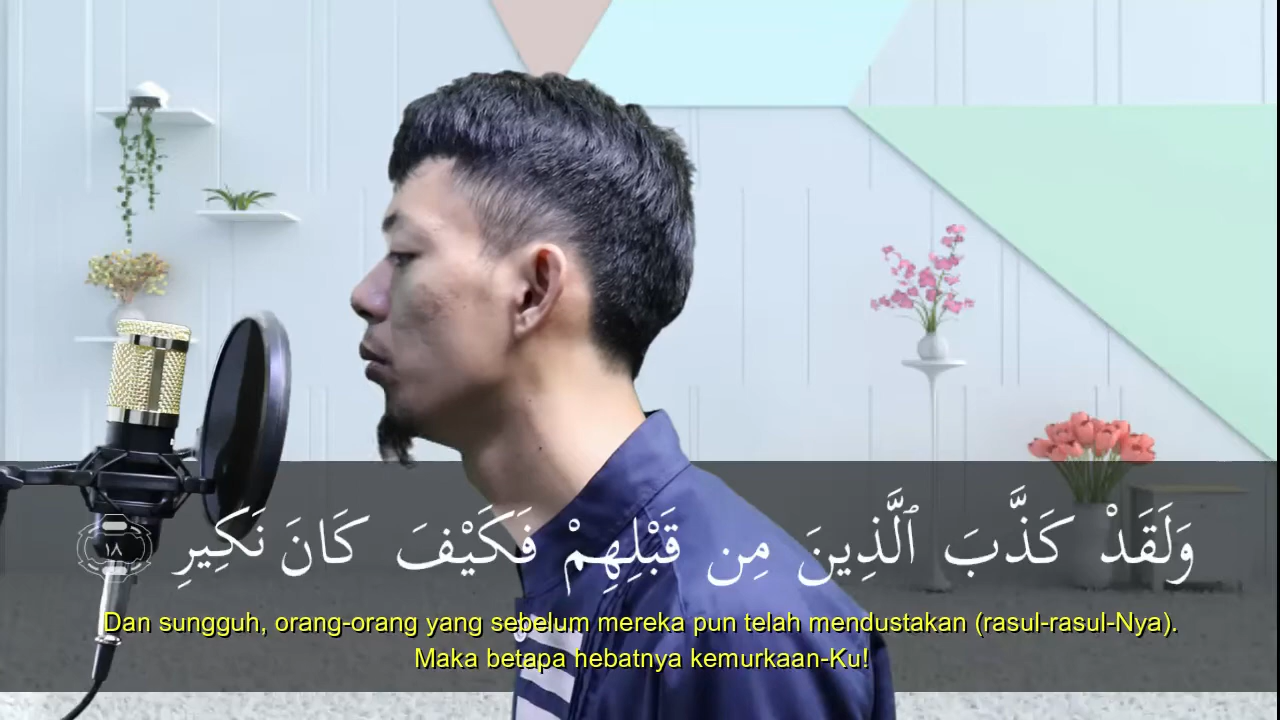 وَلَقَدْ كَذَّبَ ٱلَّذِينَ مِن قَبْلِهِمْ فَكَيْفَ كَانَ نَكِيرِ ١٨
Dan sungguh, orang-orang yang sebelum mereka pun telah mendustakan (rasul-rasul-Nya).
Maka betapa hebatnya kemurkaan-Ku!